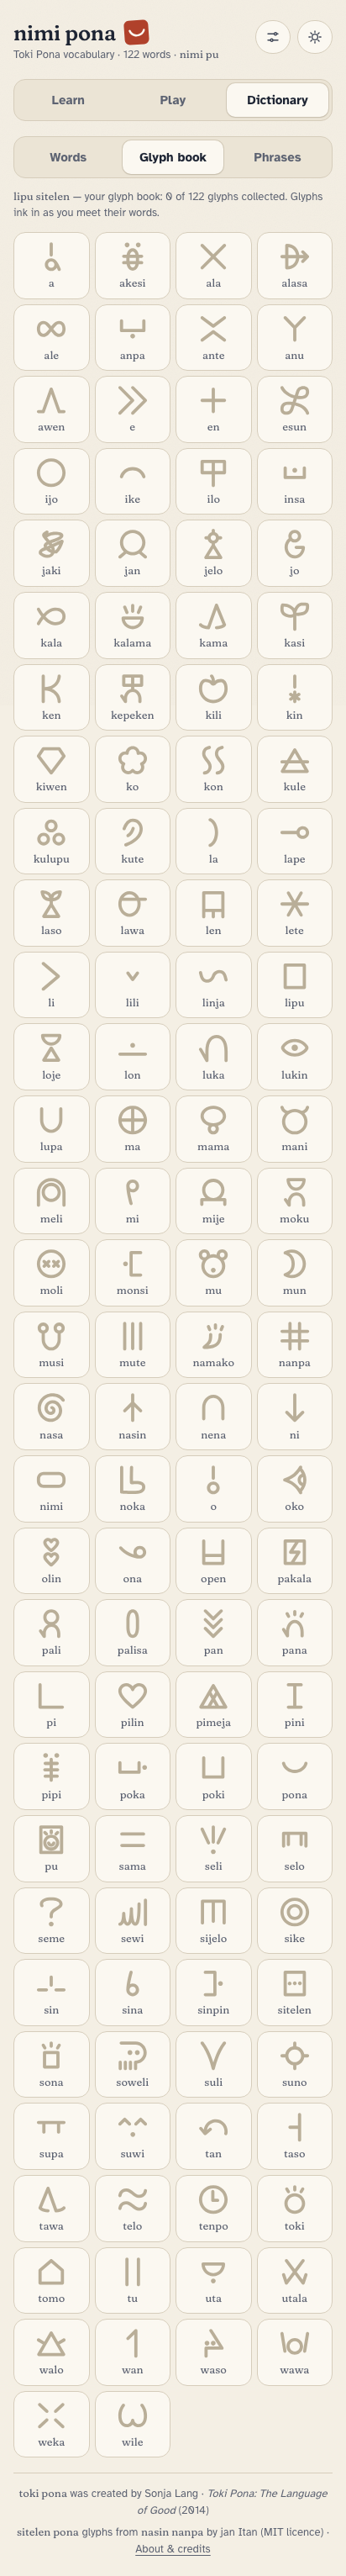 nimi pona
Toki Pona vocabulary · 122 words · nimi pu
Learn Play Dictionary
Words Glyph book Phrases
lipu sitelen — your glyph book: 0 of 122 glyphs collected. Glyphs
ink in as you meet their words.
a akesi ala alasa
ale anpa ante anu
awen e en esun
ijo ike ilo insa
jaki jan jelo jo
kala kalama kama kasi
ken kepeken kili kin
kiwen ko kon kule
kulupu kute la lape
laso lawa len lete
li lili linja lipu
loje lon luka lukin
lupa ma mama mani
meli mi mije moku
moli monsi mu mun
musi mute namako nanpa
nasa nasin nena ni
nimi noka o oko
olin ona open pakala
pali palisa pan pana
pi pilin pimeja pini
pipi poka poki pona
pu sama seli selo
seme sewi sijelo sike
sin sina sinpin sitelen
sona soweli suli suno
supa suwi tan taso
tawa telo tenpo toki
tomo tu uta utala
walo wan waso wawa
weka wile
toki pona was created by Sonja Lang · Toki Pona: The Language
of Good (2014)
sitelen pona glyphs from nasin nanpa by jan Itan (MIT licence) ·
About & credits